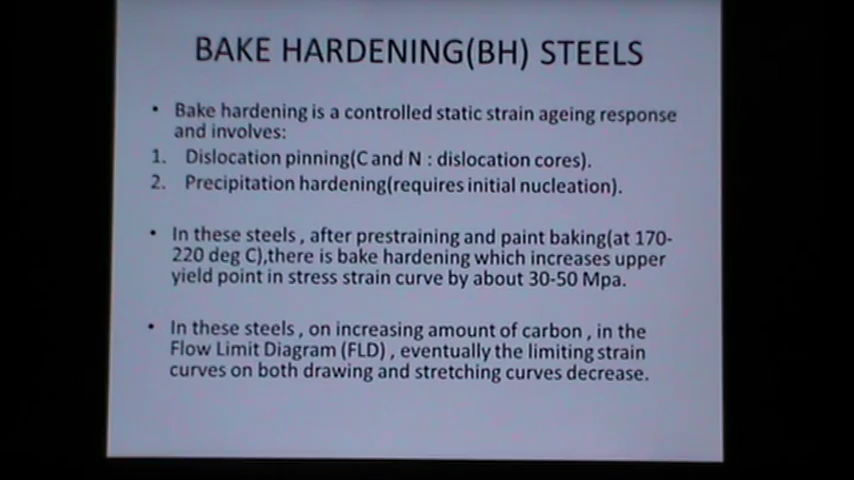 BAKE HARDENING(BH) STEELS
• Bake hardening is a controlled static strain ageing response
and involves:
1. Dislocation pinning(C and N : dislocation cores).
2. Precipitation hardening(requires initial nucleation).
• In these steels , after prestraining and paint baking(at 170-
220 deg C),there is bake hardening which increases upper
yield point in stress strain curve by about 30-50 Mpa.
• In these steels , on increasing amount of carbon , in the
Flow Limit Diagram (FLD) , eventually the limiting strain
curves on both drawing and stretching curves decrease.